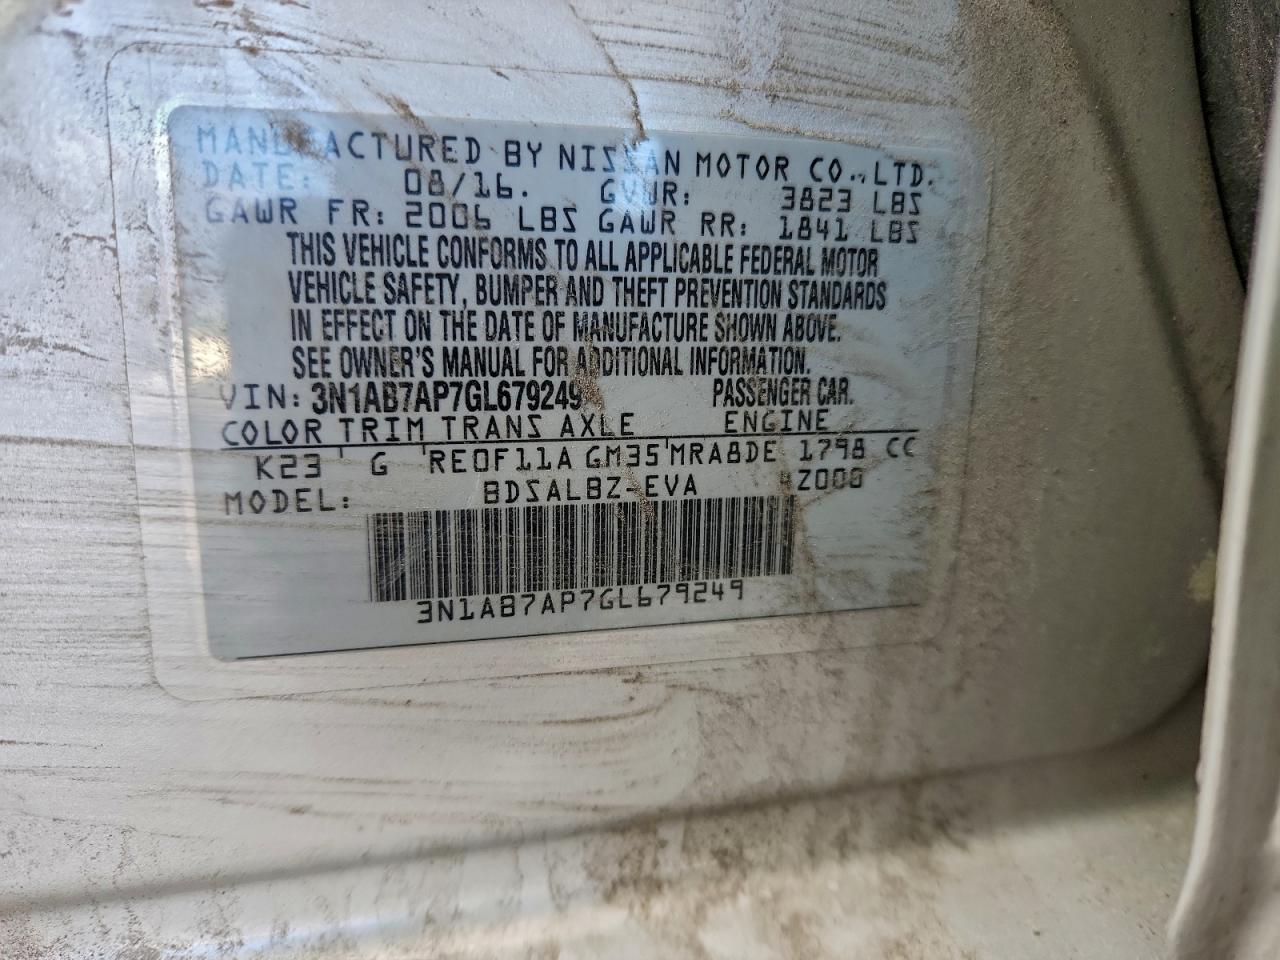 MANUFACTURED BY NISSAN MOTOR CO., LTD.
DATE: 08/16. GVWR: 3823 LBS
GAWR FR: 2006 LBS GAWR RR: 1841 LBS
THIS VEHICLE CONFORMS TO ALL APPLICABLE FEDERAL MOTOR
VEHICLE SAFETY, BUMPER AND THEFT PREVENTION STANDARDS
IN EFFECT ON THE DATE OF MANUFACTURE SHOWN ABOVE.
SEE OWNER'S MANUAL FOR ADDITIONAL INFORMATION.
VIN: 3N1AB7AP7GL679249 PASSENGER CAR.
COLOR TRIM TRANS AXLE ENGINE
K23 G RE0F11A GM35 MRA8DE 1798 CC
MODEL: BDSALBZ-EVA Z000
3N1AB7AP7GL679249